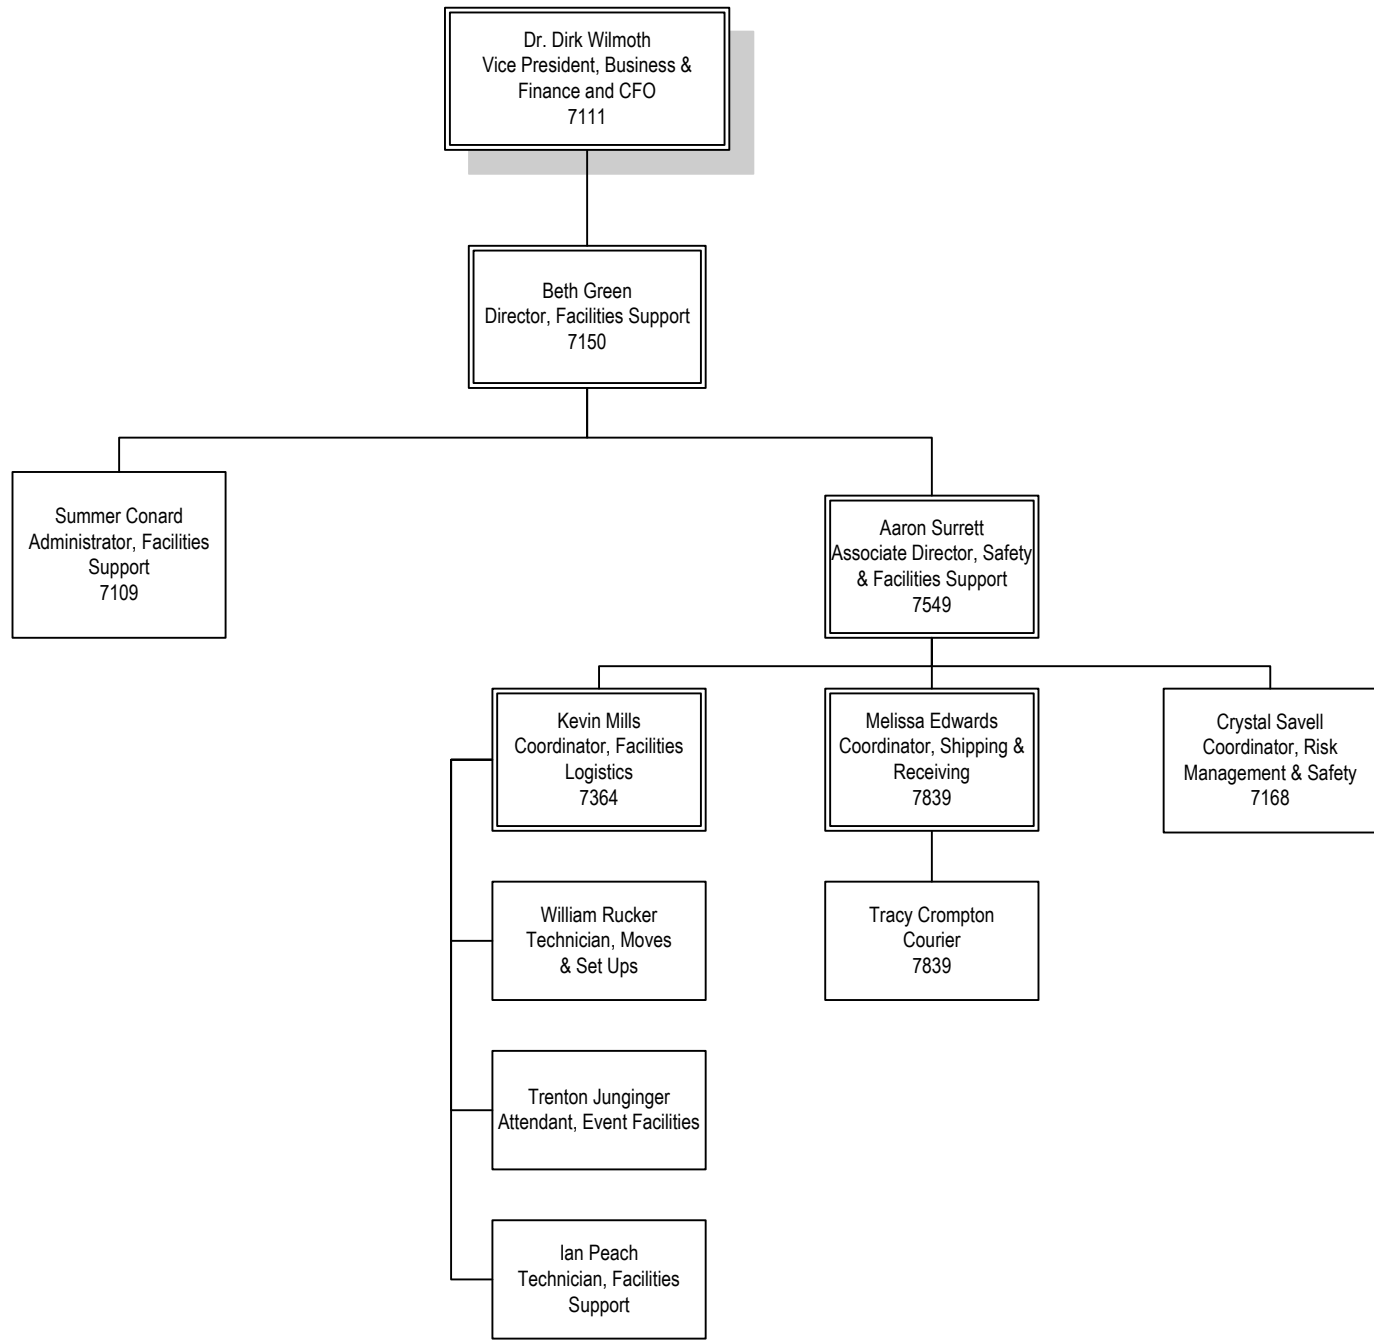 Dr. Dirk Wilmoth
Vice President, Business &
Finance and CFO
7111
Beth Green
Director, Facilities Support
7150
Summer Conard
Administrator, Facilities
Support
7109
Aaron Surrett
Associate Director, Safety
& Facilities Support
7549
Kevin Mills
Coordinator, Facilities
Logistics
7364
Melissa Edwards
Coordinator, Shipping &
Receiving
7839
Crystal Savell
Coordinator, Risk
Management & Safety
7168
William Rucker
Technician, Moves
& Set Ups
Tracy Crompton
Courier
7839
Trenton Junginger
Attendant, Event Facilities
Ian Peach
Technician, Facilities
Support